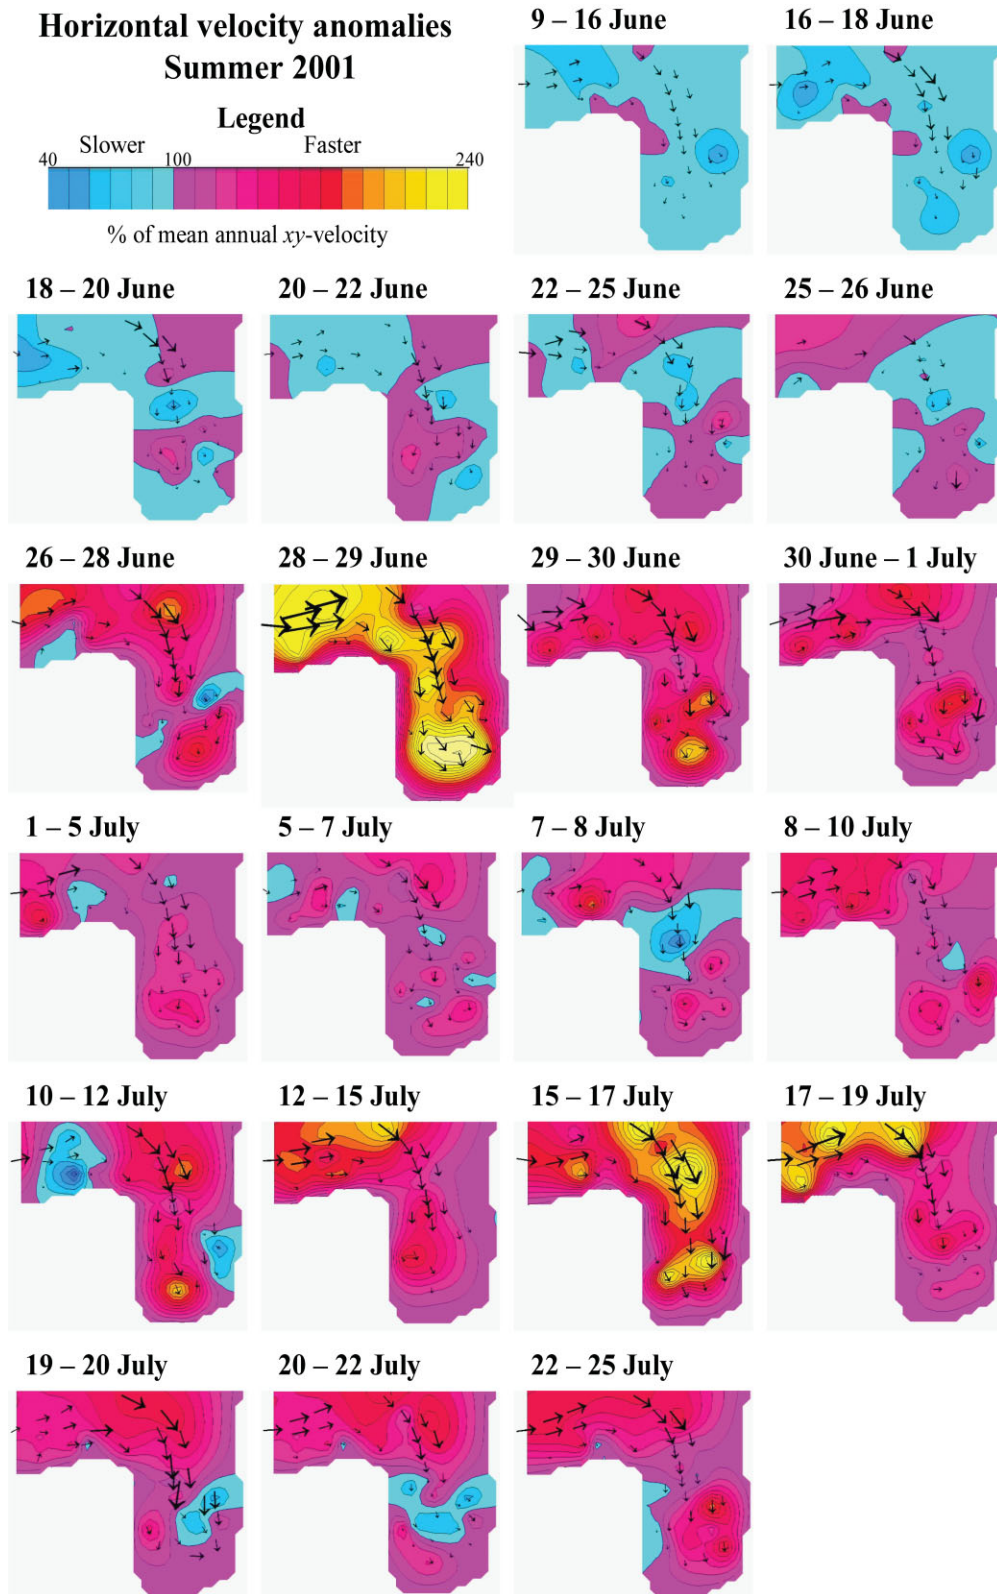 Horizontal velocity anomalies
Summer 2001
Legend
Slower Faster
40 100 240
% of mean annual xy-velocity
9 – 16 June
16 – 18 June
18 – 20 June
20 – 22 June
22 – 25 June
25 – 26 June
26 – 28 June
28 – 29 June
29 – 30 June
30 June – 1 July
1 – 5 July
5 – 7 July
7 – 8 July
8 – 10 July
10 – 12 July
12 – 15 July
15 – 17 July
17 – 19 July
19 – 20 July
20 – 22 July
22 – 25 July